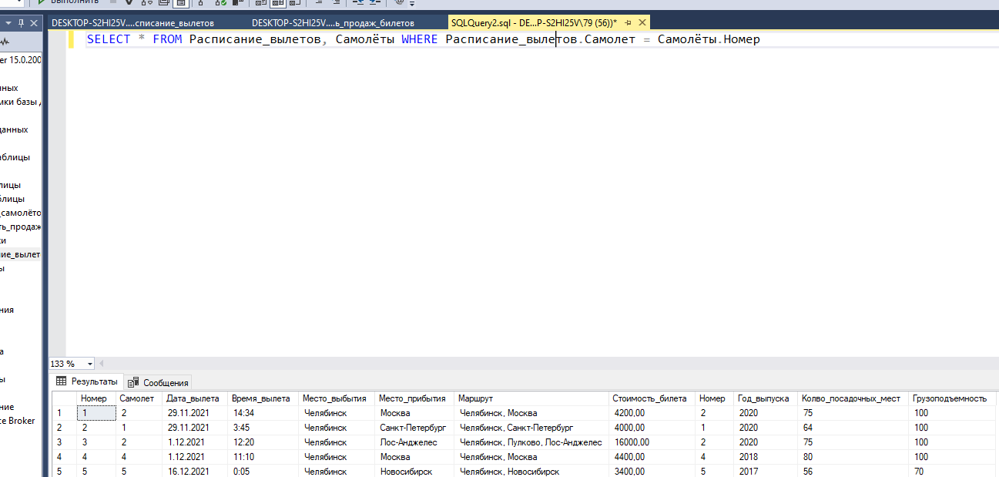 Выполнить
DESKTOP-S2HI25V....списание_вылетов DESKTOP-S2HI25V....ь_продаж_билетов SQLQuery2.sql - DE...P-S2HI25V\79 (56))*
SELECT * FROM Расписание_вылетов, Самолёты WHERE Расписание_вылетов.Самолет = Самолёты.Номер
er 15.0.200
нных
мки базы д
данных
аблицы
лицы
блицы
_самолёто
ть_продаж
ки
ние_вылет
ы
ния
а
ы
ние
ce Broker
133 %
Результаты Сообщения
Номер Самолет Дата_вылета Время_вылета Место_выбытия Место_прибытия Маршрут Стоимость_билета Номер Год_выпуска Колво_посадочных_мест Грузоподъемность
1 1 2 29.11.2021 14:34 Челябинск Москва Челябинск, Москва 4200,00 2 2020 75 100
2 2 1 29.11.2021 3:45 Челябинск Санкт-Петербург Челябинск, Санкт-Петербург 4000,00 1 2020 64 100
3 3 2 1.12.2021 12:20 Челябинск Лос-Анджелес Челябинск, Пулково, Лос-Анджелес 16000,00 2 2020 75 100
4 4 4 1.12.2021 11:10 Челябинск Москва Челябинск, Москва 4400,00 4 2018 80 100
5 5 5 16.12.2021 0:05 Челябинск Новосибирск Челябинск, Новосибирск 3400,00 5 2017 56 70